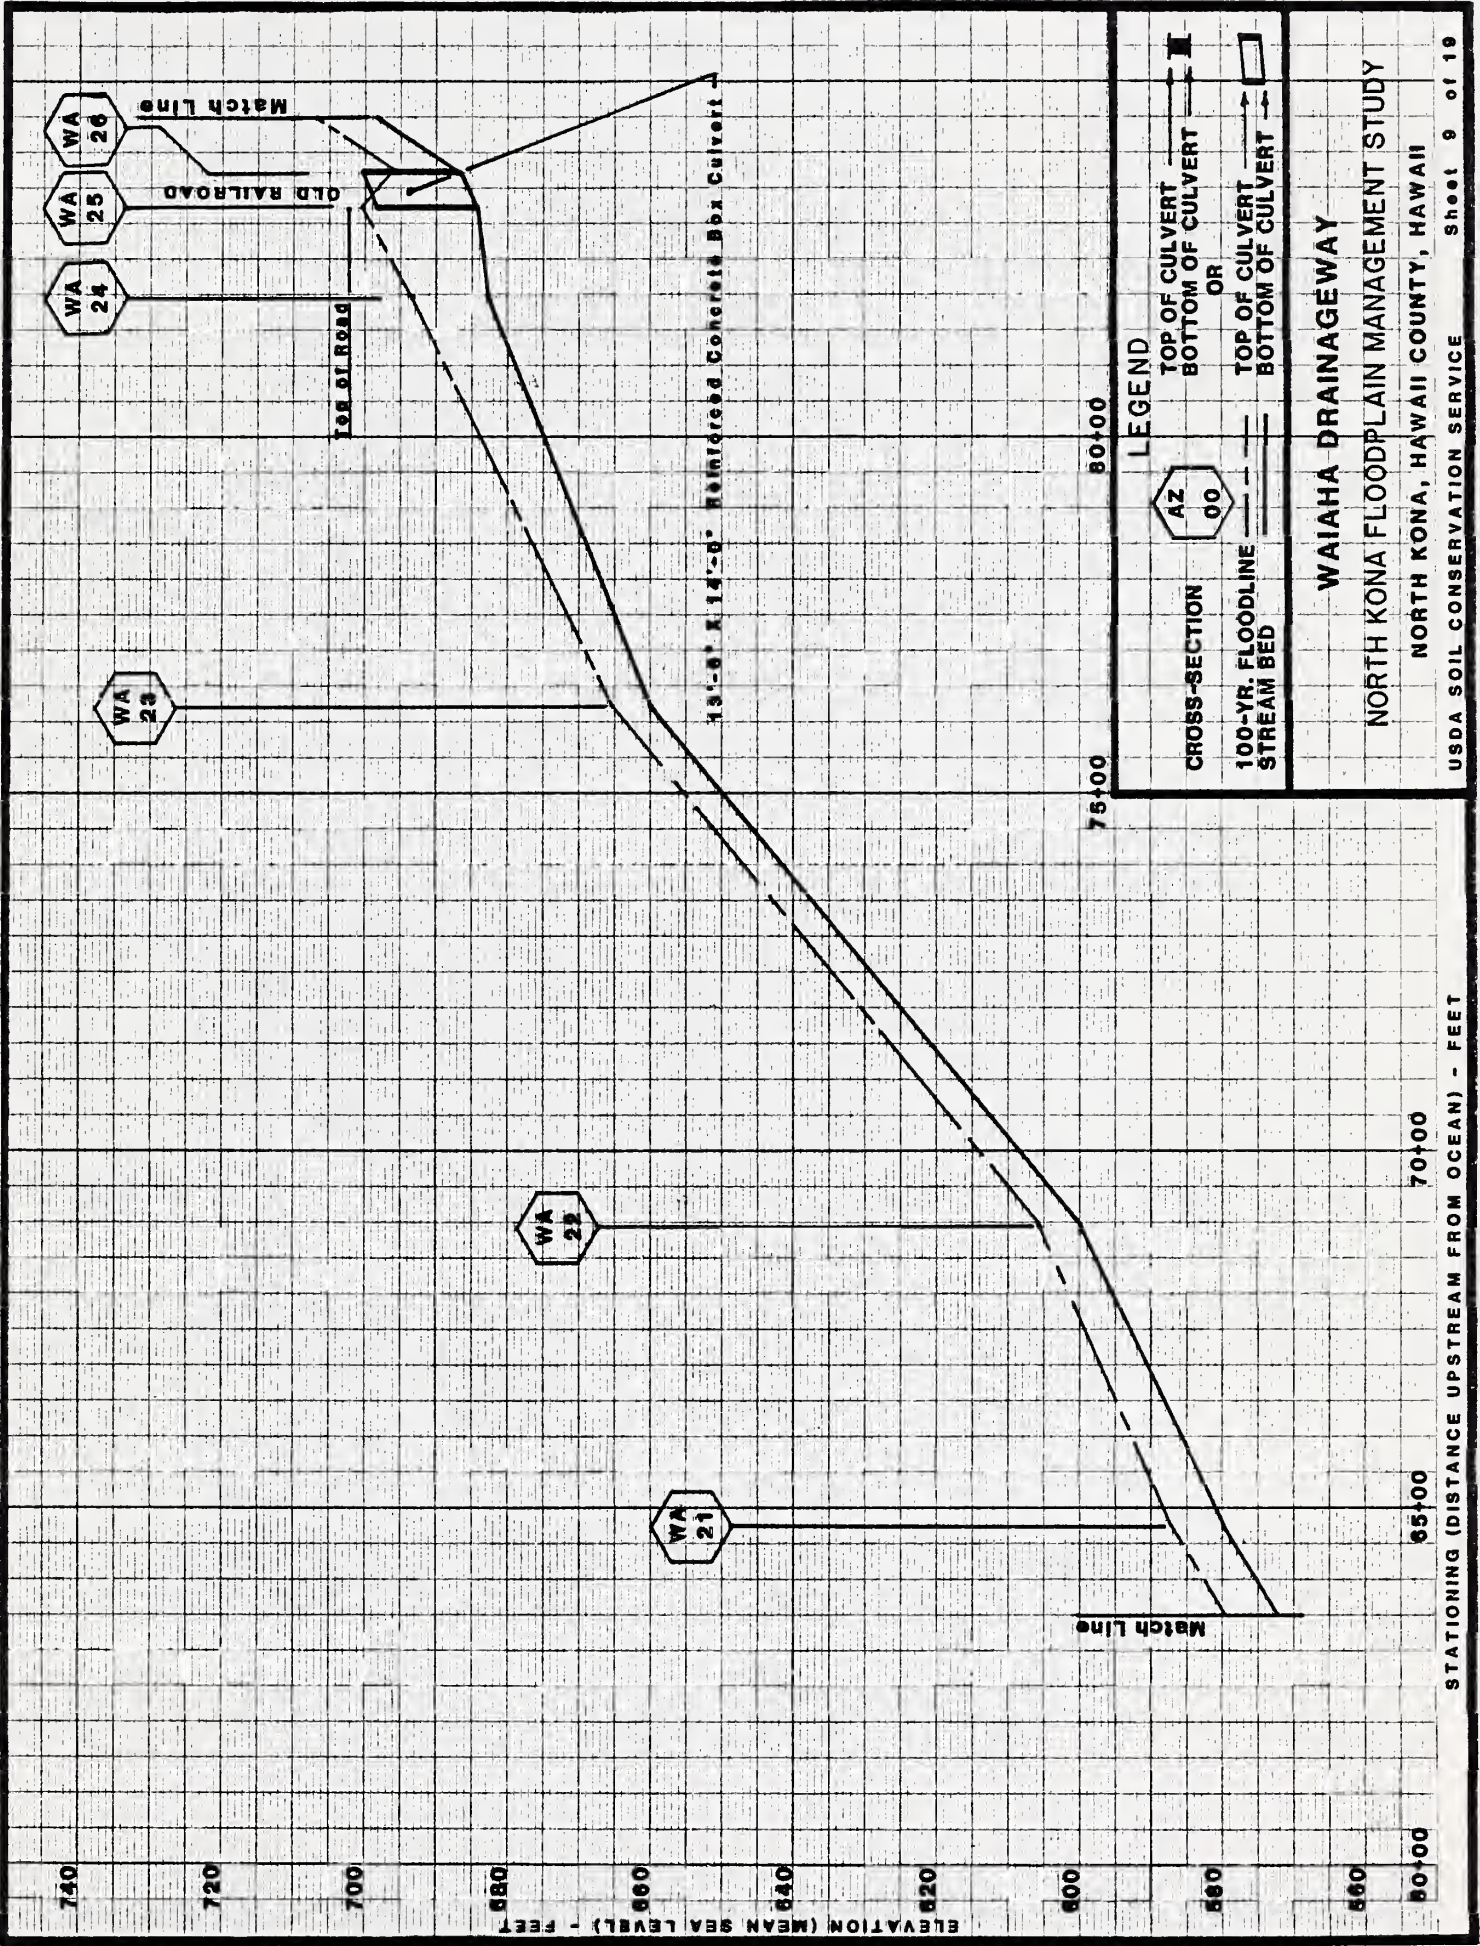 WA
21
WA
22
WA
23
WA
24
WA
25
WA
26
Match Line
Match Line
OLD RAILROAD
Top of Road
13'-6" X 14'-0" Reinforced Concrete Box Culvert
740
720
700
680
660
640
620
600
580
560
ELEVATION (MEAN SEA LEVEL) - FEET
60+00
65+00
70+00
75+00
80+00
STATIONING (DISTANCE UPSTREAM FROM OCEAN) - FEET
LEGEND
CROSS-SECTION
AZ
00
TOP OF CULVERT
BOTTOM OF CULVERT
OR
100-YR. FLOODLINE
STREAM BED
TOP OF CULVERT
BOTTOM OF CULVERT
WAIAHA DRAINAGEWAY
NORTH KONA FLOODPLAIN MANAGEMENT STUDY
NORTH KONA, HAWAII COUNTY, HAWAII
USDA SOIL CONSERVATION SERVICE Sheet 9 of 19